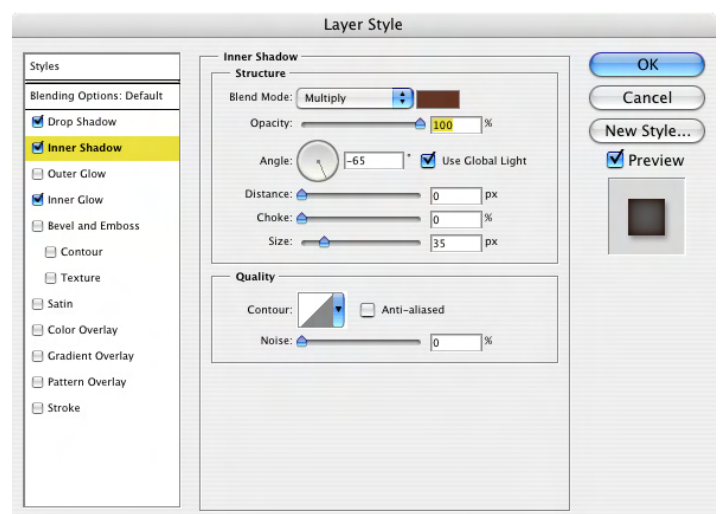 Layer Style
Styles
Blending Options: Default
Drop Shadow
Inner Shadow
Outer Glow
Inner Glow
Bevel and Emboss
Contour
Texture
Satin
Color Overlay
Gradient Overlay
Pattern Overlay
Stroke
Inner Shadow
Structure
Blend Mode: Multiply
Opacity: 100 %
Angle: -65 ° Use Global Light
Distance: 0 px
Choke: 0 %
Size: 35 px
Quality
Contour: Anti-aliased
Noise: 0 %
OK
Cancel
New Style...
Preview